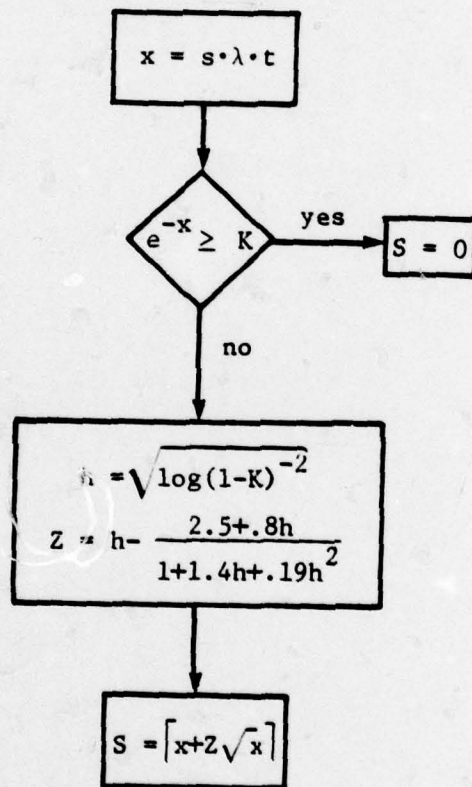 x = s·λ·t
e^-x ≥ K
yes
S = 0
no
h = √log(1-K)^-2
Z = h- (2.5+.8h)/(1+1.4h+.19h^2)
S = ⌈x+Z√x⌉